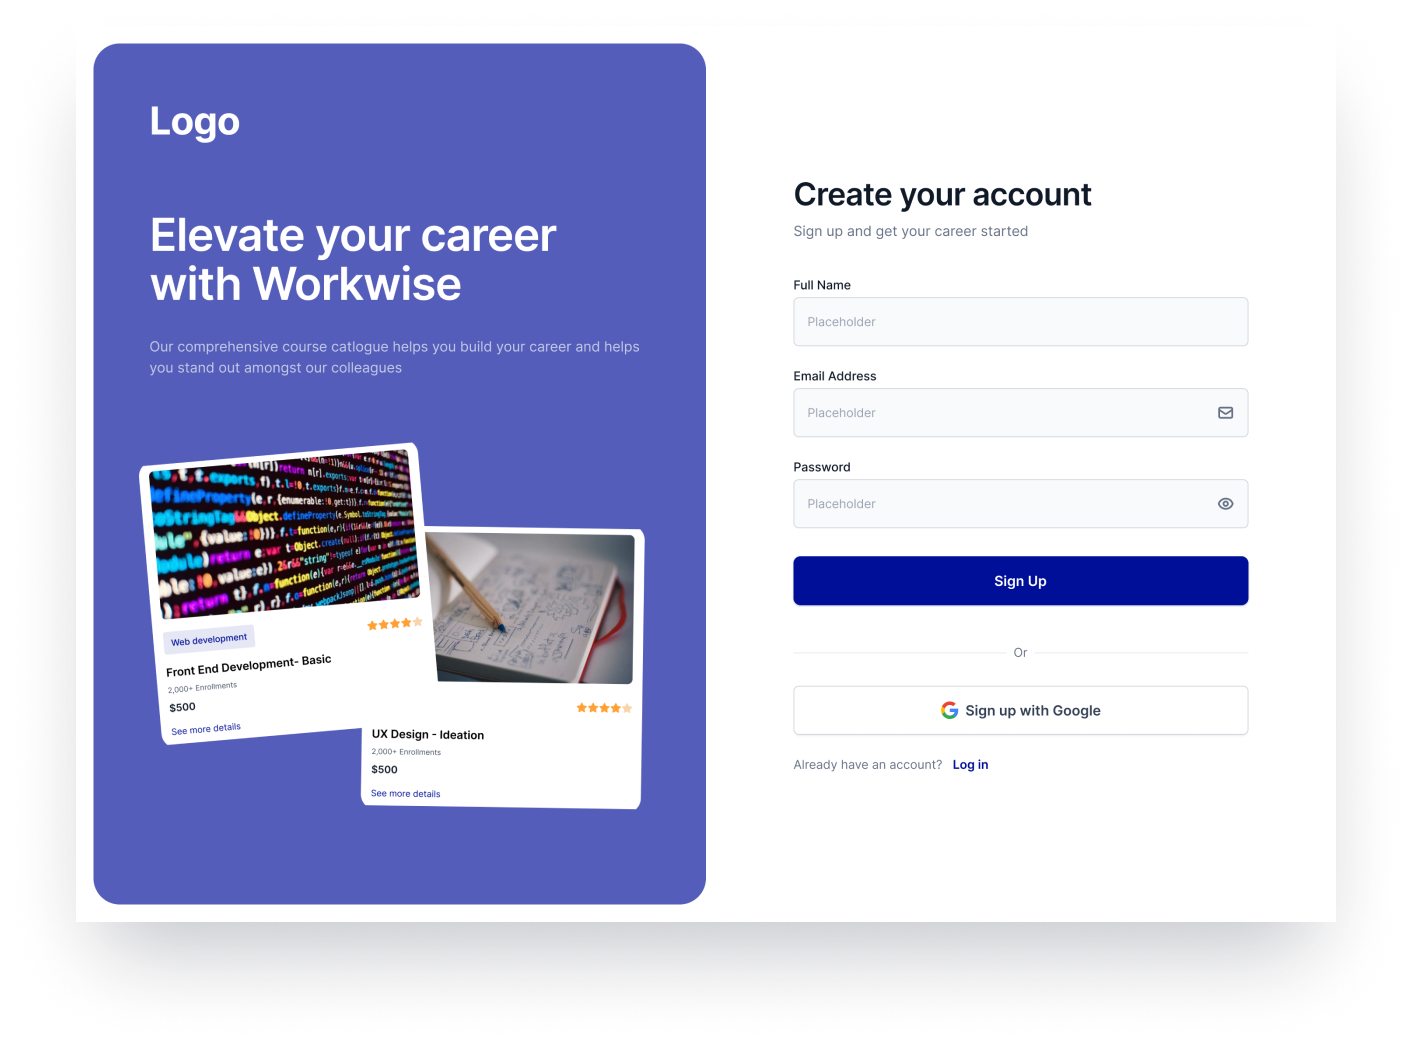 Logo
Elevate your career
with Workwise
Our comprehensive course catlogue helps you build your career and helps
you stand out amongst our colleagues
Web development
Front End Development- Basic
2,000+ Enrollments
$500
See more details
UX Design - Ideation
2,000+ Enrollments
$500
See more details
Create your account
Sign up and get your career started
Full Name
Placeholder
Email Address
Placeholder
Password
Placeholder
Sign Up
Or
Sign up with Google
Already have an account? Log in